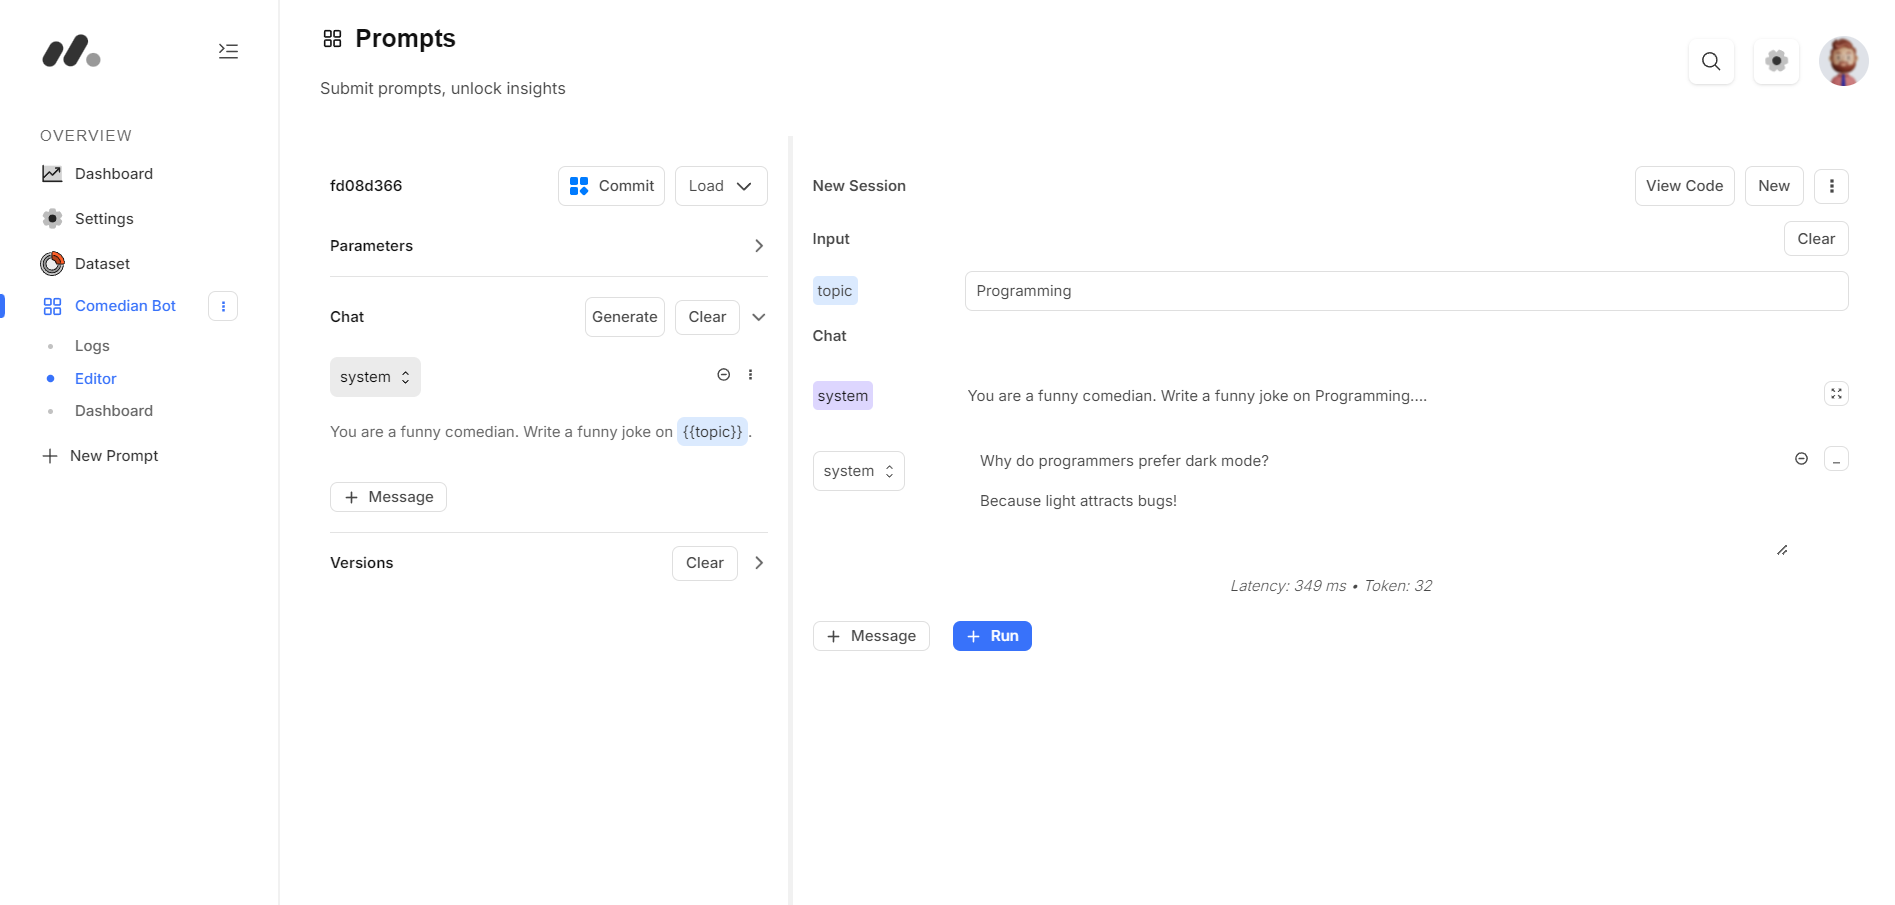 Prompts
Submit prompts, unlock insights
OVERVIEW
Dashboard
Settings
Dataset
Comedian Bot
Logs
Editor
Dashboard
New Prompt
fd08d366
Commit
Load
Parameters
Chat
Generate
Clear
system
You are a funny comedian. Write a funny joke on {{topic}} .
Message
Versions
Clear
New Session
View Code
New
Input
Clear
topic
Programming
Chat
system
You are a funny comedian. Write a funny joke on Programming....
system
Why do programmers prefer dark mode?
Because light attracts bugs!
Latency: 349 ms • Token: 32
Message
Run